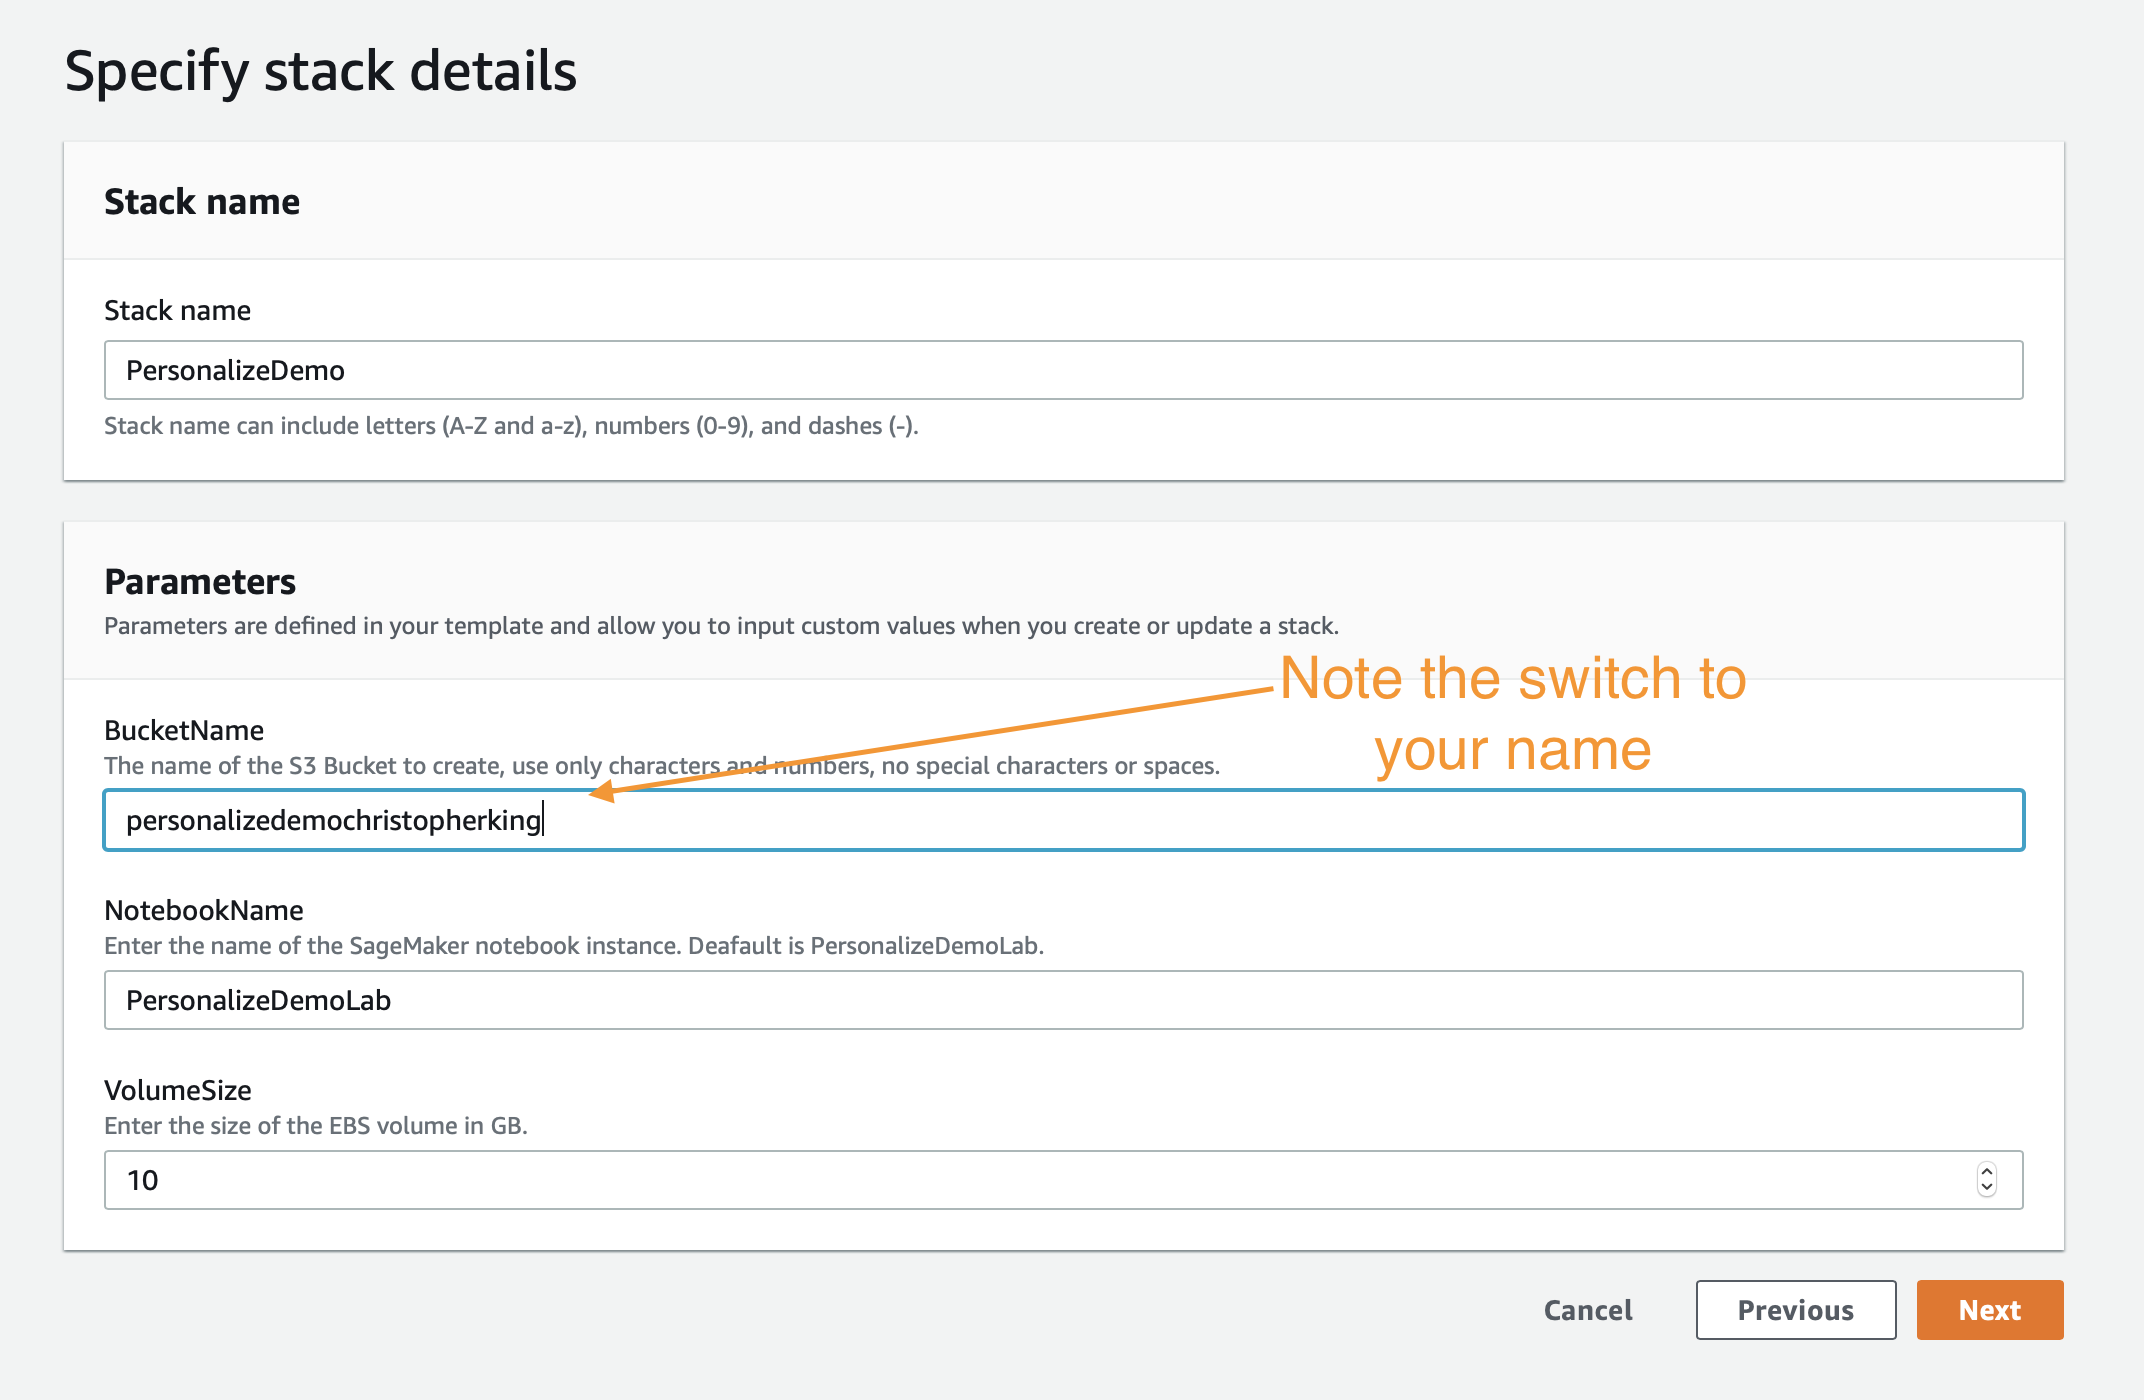 Specify stack details
Stack name
Stack name
PersonalizeDemo
Stack name can include letters (A-Z and a-z), numbers (0-9), and dashes (-).
Parameters
Parameters are defined in your template and allow you to input custom values when you create or update a stack.
Note the switch to
your name
BucketName
The name of the S3 Bucket to create, use only characters and numbers, no special characters or spaces.
personalizedemochristopherking
NotebookName
Enter the name of the SageMaker notebook instance. Deafault is PersonalizeDemoLab.
PersonalizeDemoLab
VolumeSize
Enter the size of the EBS volume in GB.
10
Cancel Previous Next